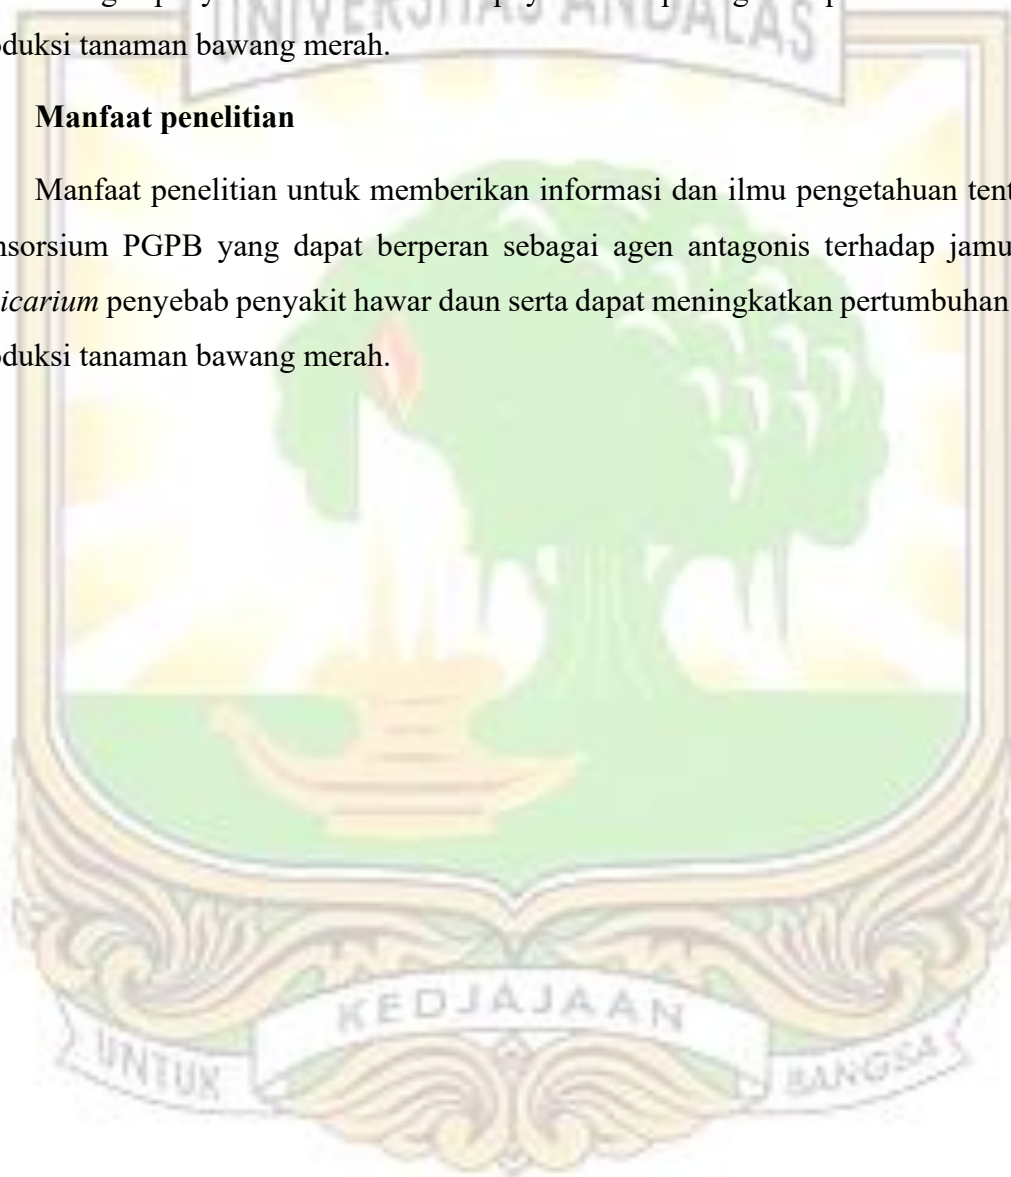 UNIVERSITAS ANDALAS
oduksi tanaman bawang merah.
Manfaat penelitian
Manfaat penelitian untuk memberikan informasi dan ilmu pengetahuan tent
nsorsium PGPB yang dapat berperan sebagai agen antagonis terhadap jamu
icarium penyebab penyakit hawar daun serta dapat meningkatkan pertumbuhan
oduksi tanaman bawang merah.
KEDJAJAAN
UNTUK
BANGSA